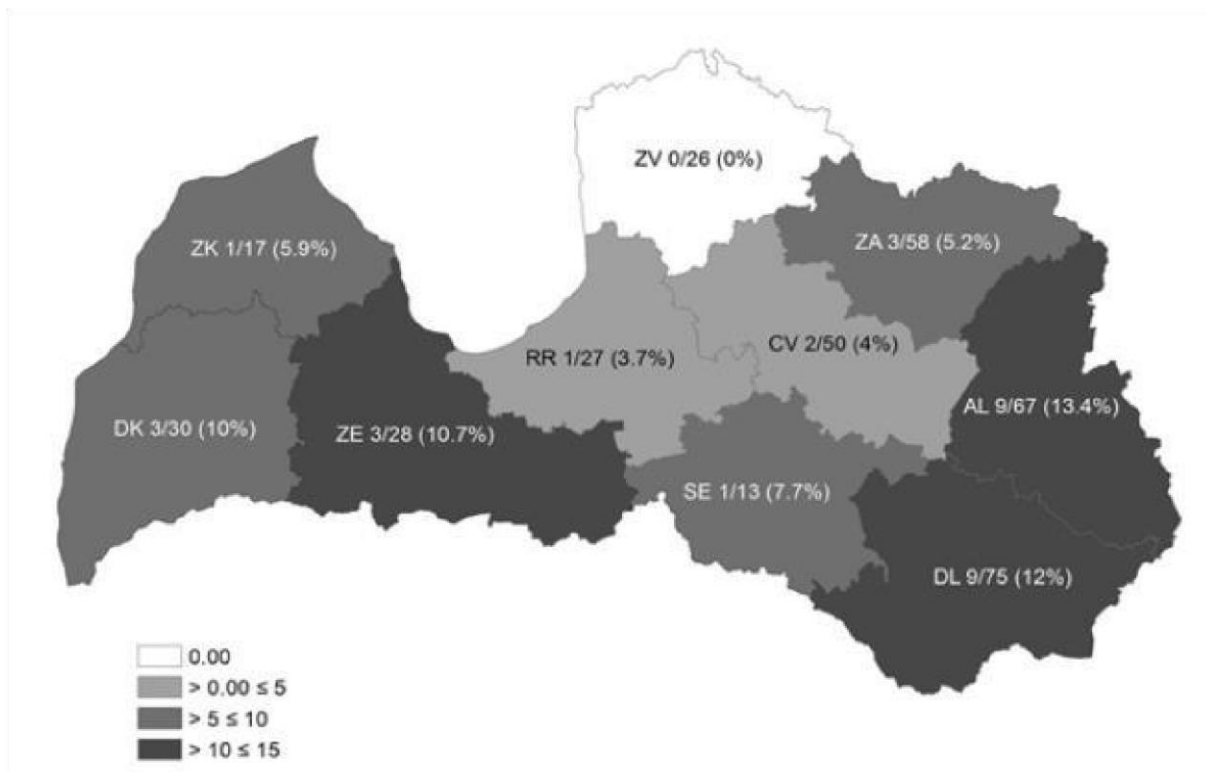 ZV 0/26 (0%)
ZK 1/17 (5.9%)
ZA 3/58 (5.2%)
RR 1/27 (3.7%)
CV 2/50 (4%)
DK 3/30 (10%)
ZE 3/28 (10.7%)
AL 9/67 (13.4%)
SE 1/13 (7.7%)
DL 9/75 (12%)
0.00
> 0.00 ≤ 5
> 5 ≤ 10
> 10 ≤ 15